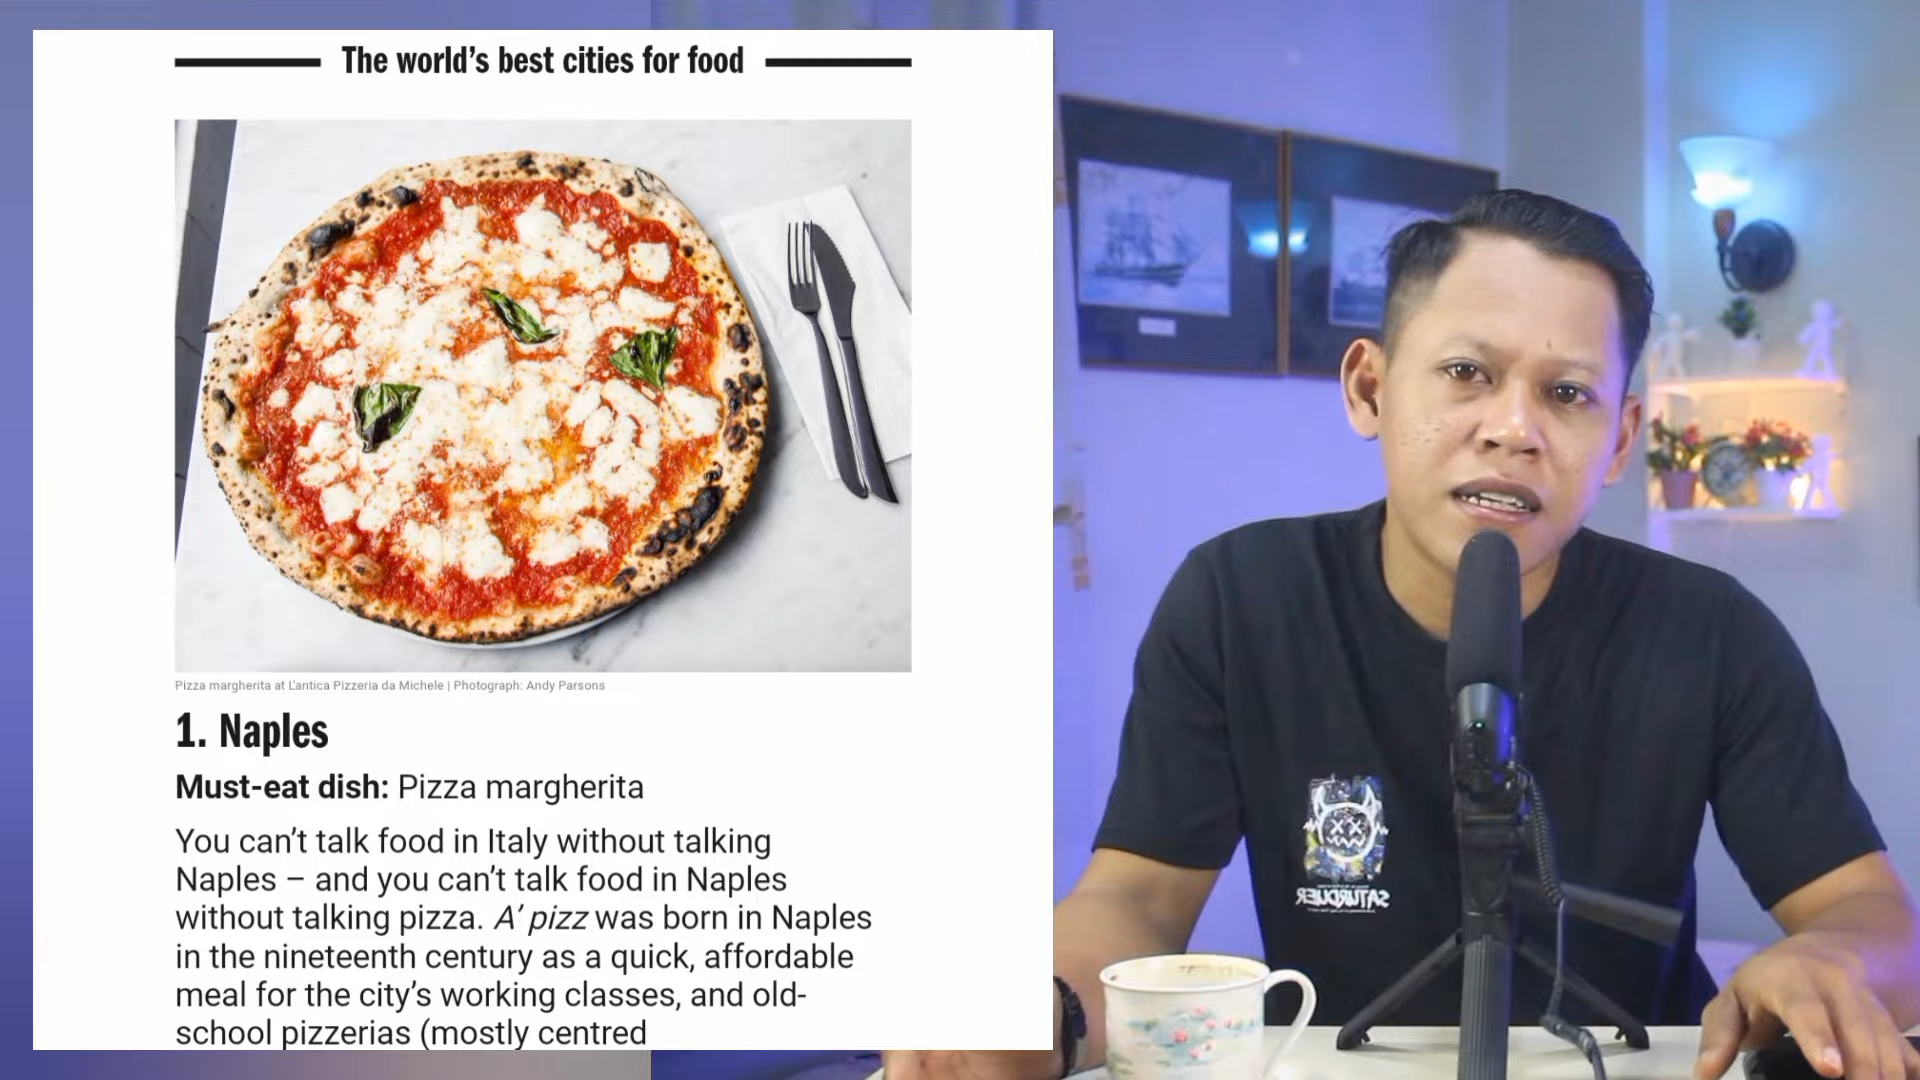 The world's best cities for food
Pizza margherita at L'antica Pizzeria da Michele | Photograph: Andy Parsons
1. Naples
Must-eat dish: Pizza margherita
You can't talk food in Italy without talking
Naples – and you can't talk food in Naples
without talking pizza. A' pizz was born in Naples
in the nineteenth century as a quick, affordable
meal for the city's working classes, and old-
school pizzerias (mostly centred
SATURDUER